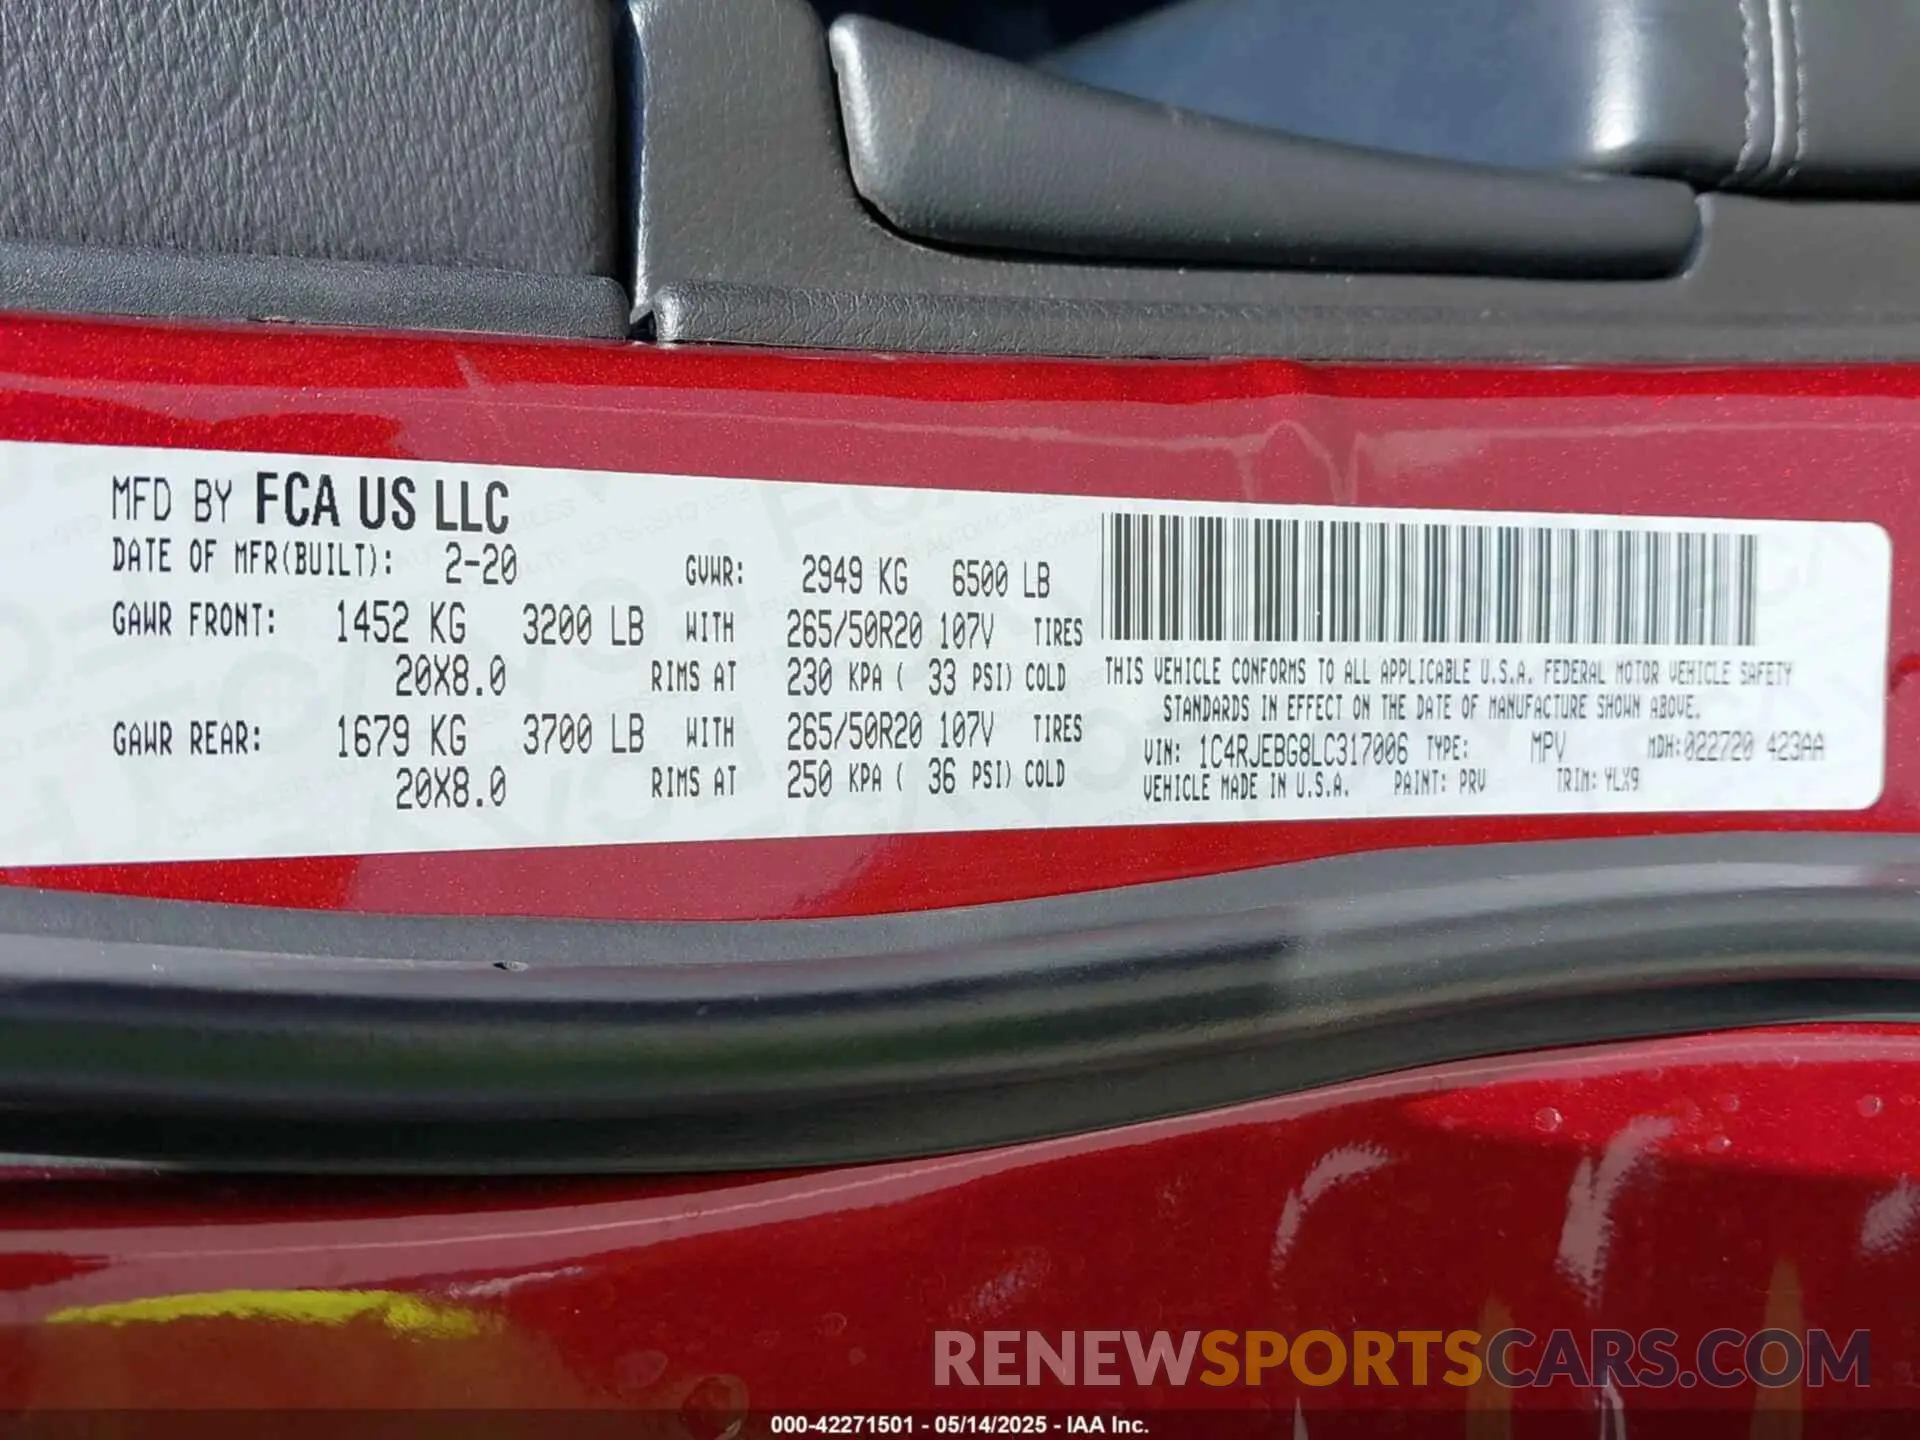 MFD BY FCA US LLC
DATE OF MFR(BUILT): 2-20 GVWR: 2949 KG 6500 LB
GAWR FRONT: 1452 KG 3200 LB WITH 265/50R20 107V TIRES
20X8.0 RIMS AT 230 KPA ( 33 PSI) COLD
GAWR REAR: 1679 KG 3700 LB WITH 265/50R20 107V TIRES
20X8.0 RIMS AT 250 KPA ( 36 PSI) COLD
THIS VEHICLE CONFORMS TO ALL APPLICABLE U.S.A. FEDERAL MOTOR VEHICLE SAFETY
STANDARDS IN EFFECT ON THE DATE OF MANUFACTURE SHOWN ABOVE.
VIN: 1C4RJEBG8LC317006 TYPE: MPV MDH:022720 423AA
VEHICLE MADE IN U.S.A. PAINT: PRV TRIM: YLX9
RENEWSPORTSCARS.COM
000-42271501 - 05/14/2025 - IAA Inc.